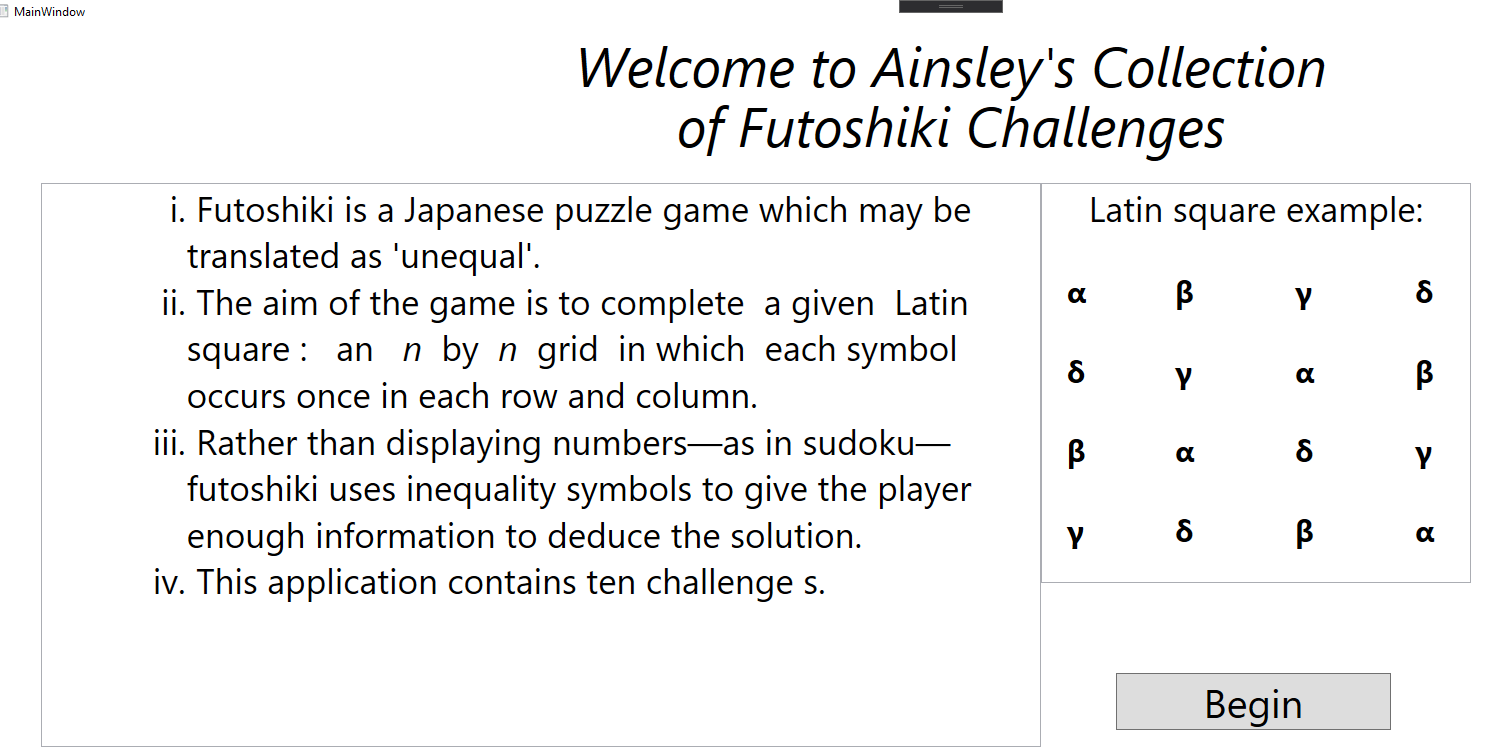 MainWindow
Welcome to Ainsley's Collection
of Futoshiki Challenges
i. Futoshiki is a Japanese puzzle game which may be
translated as 'unequal'.
ii. The aim of the game is to complete a given Latin
square : an n by n grid in which each symbol
occurs once in each row and column.
iii. Rather than displaying numbers—as in sudoku—
futoshiki uses inequality symbols to give the player
enough information to deduce the solution.
iv. This application contains ten challenge s.
Latin square example:
α β γ δ
δ γ α β
β α δ γ
γ δ β α
Begin